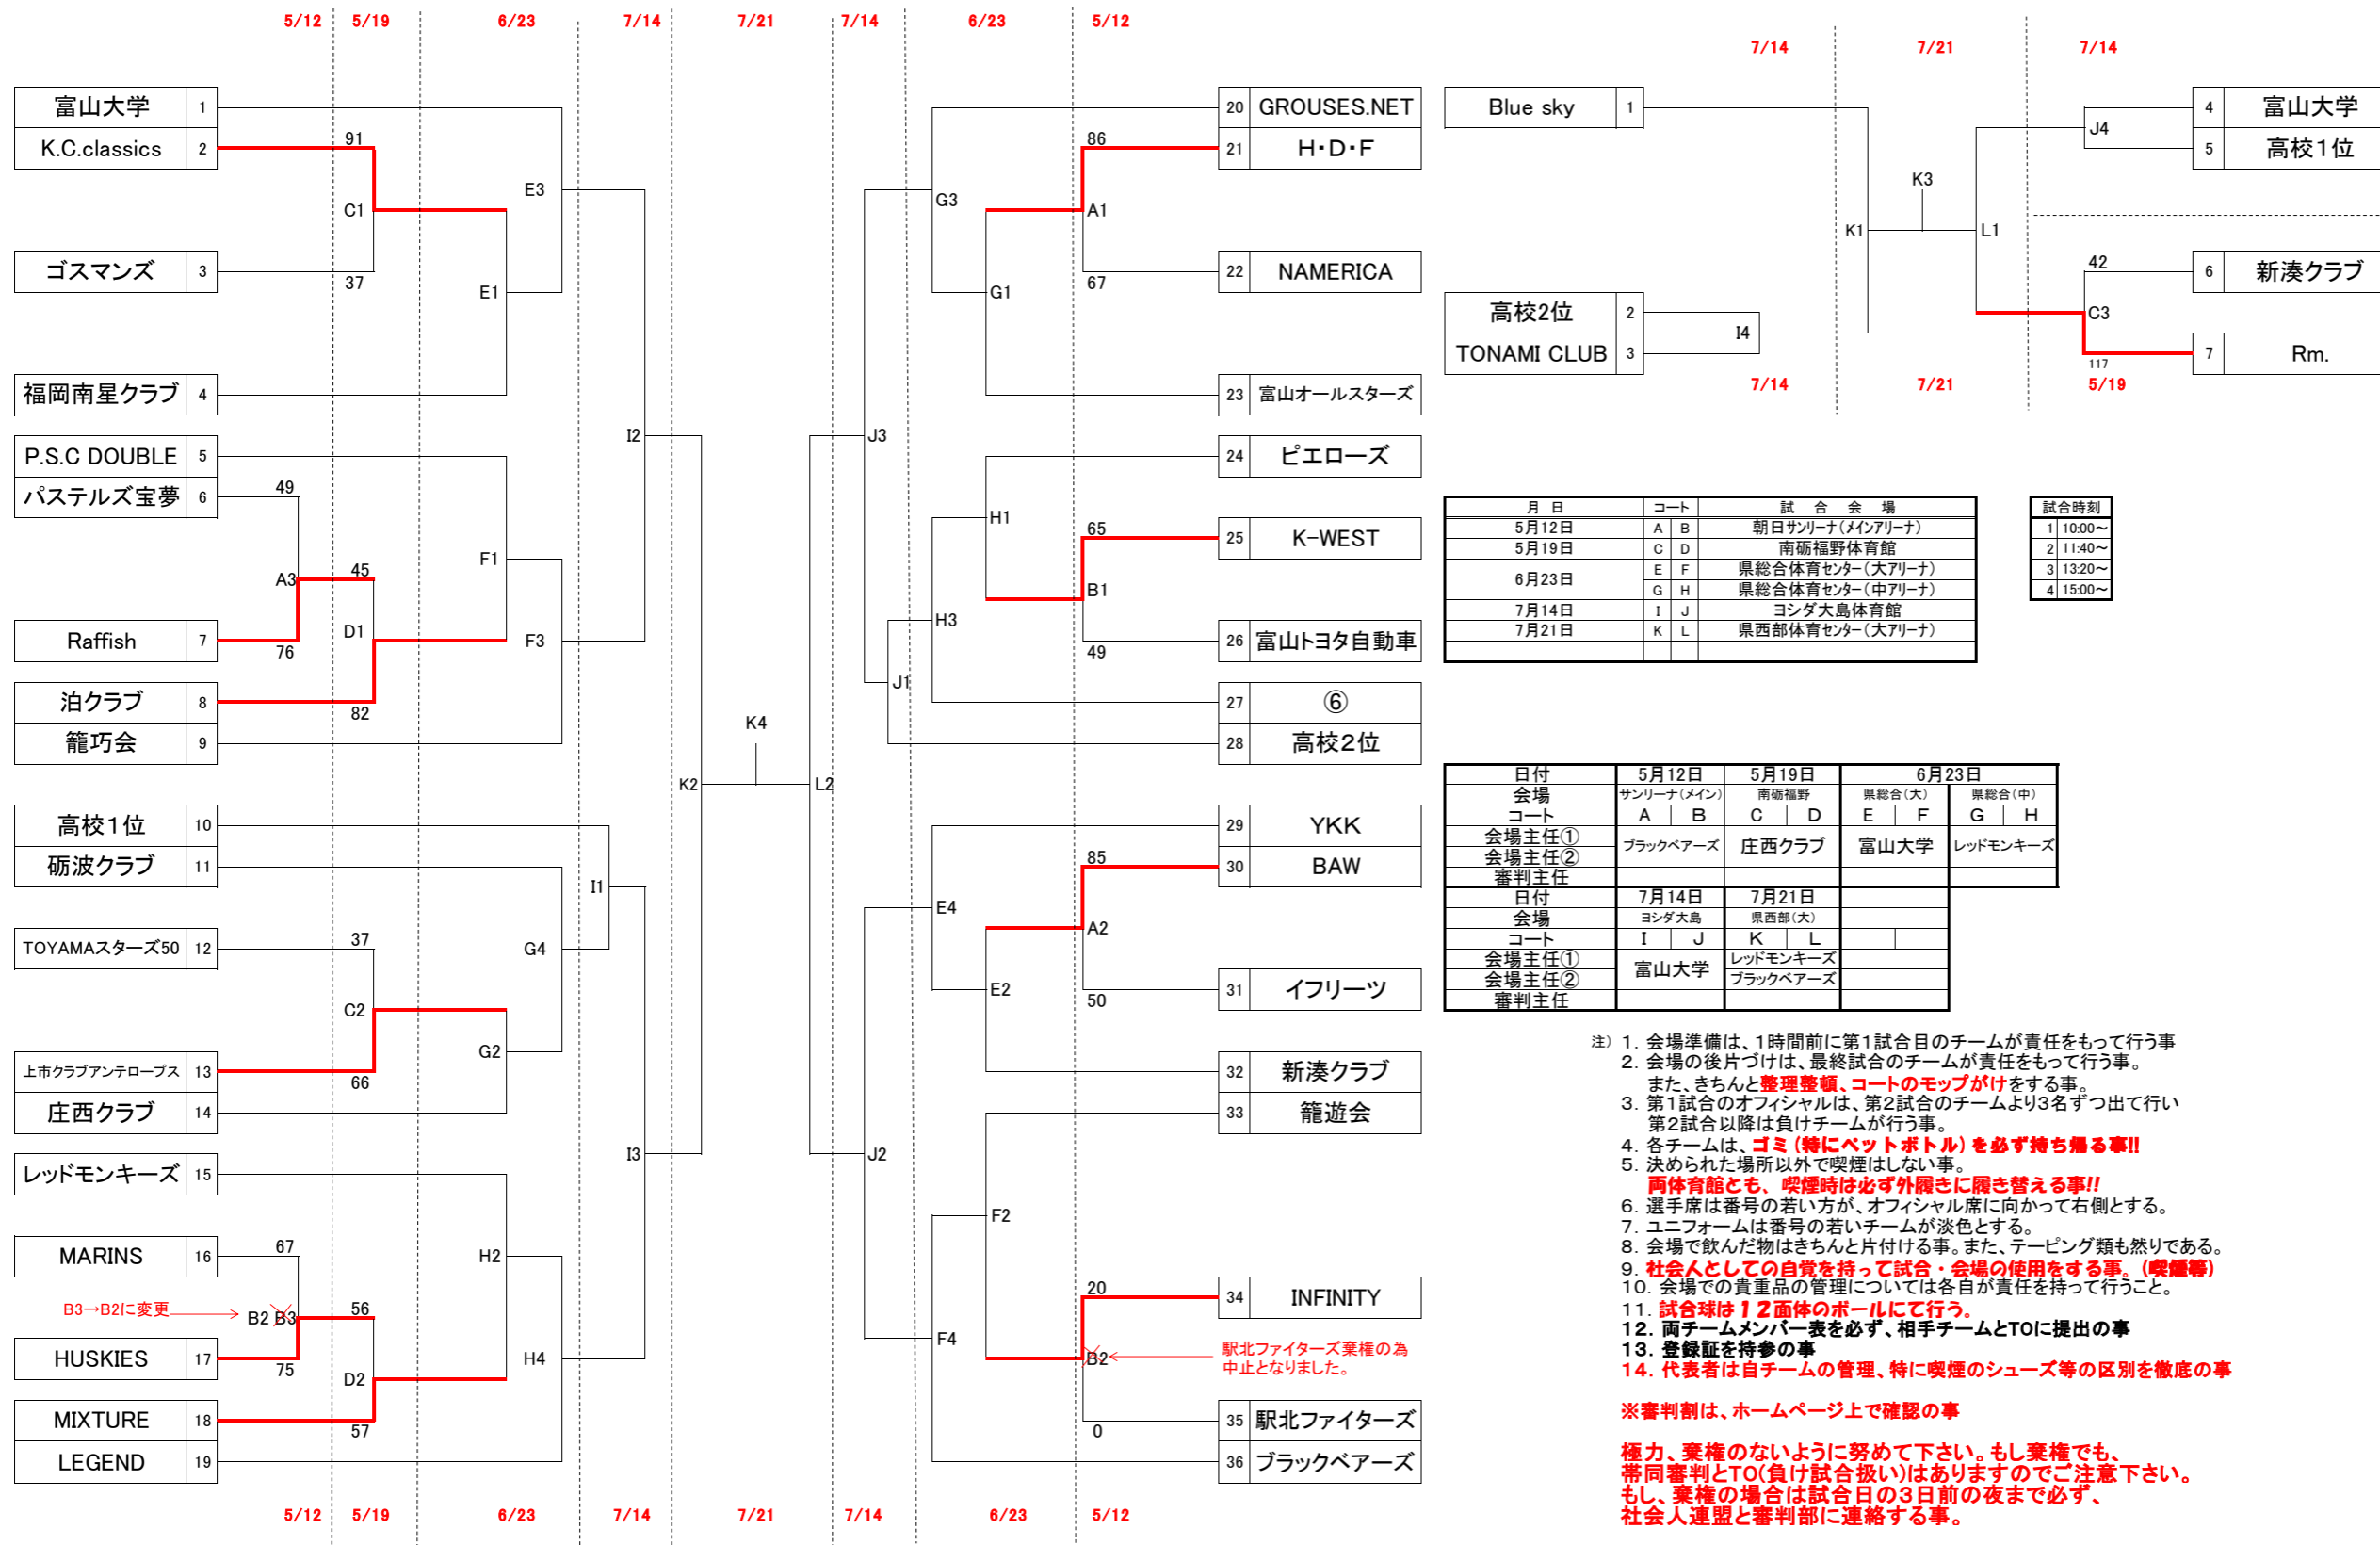 5/12 5/19 6/23 7/14 7/21 7/14 6/23 5/12
富山大学 1
K.C.classics 2
91
C1
37
ゴスマンズ 3
E3
E1
福岡南星クラブ 4
P.S.C DOUBLE 5
パステルズ宝夢 6
49
A3
76
Raffish 7
45
D1
82
F1
F3
泊クラブ 8
籠巧会 9
I2
高校1位 10
砺波クラブ 11
I1
TOYAMAスターズ50 12
37
C2
66
G4
G2
上市クラブアンテロープス 13
庄西クラブ 14
レッドモンキーズ 15
MARINS 16
67
B3→B2に変更
B2 B3
75
HUSKIES 17
56
D2
57
H2
H4
MIXTURE 18
LEGEND 19
I3
K2
K4
L2
20 GROUSES.NET
21 H・D・F
86
A1
67
22 NAMERICA
G3
G1
23 富山オールスターズ
J3
24 ピエローズ
H1
65
25 K-WEST
B1
49
26 富山トヨタ自動車
H3
J1
27 ⑥
28 高校2位
29 YKK
30 BAW
85
A2
50
31 イフリーツ
E4
E2
32 新湊クラブ
33 籠遊会
J2
F2
20
34 INFINITY
B2
駅北ファイターズ棄権の為
中止となりました。
0
35 駅北ファイターズ
F4
36 ブラックベアーズ
5/12 5/19 6/23 7/14 7/21 7/14 6/23 5/12
7/14 7/21 7/14
Blue sky 1
高校2位 2
TONAMI CLUB 3
I4
K1
K3
L1
J4
4 富山大学
5 高校1位
42
6 新湊クラブ
C3
117
7 Rm.
7/14 7/21 5/19
月 日 コート 試 合 会 場
5月12日 A B 朝日サンリーナ(メインアリーナ)
5月19日 C D 南砺福野体育館
6月23日 E F 県総合体育センター(大アリーナ)
G H 県総合体育センター(中アリーナ)
7月14日 I J ヨシダ大島体育館
7月21日 K L 県西部体育センター(大アリーナ)
試合時刻
1 10:00～
2 11:40～
3 13:20～
4 15:00～
日付 5月12日 5月19日 6月23日
会場 サンリーナ(メイン) 南砺福野 県総合(大) 県総合(中)
コート A B C D E F G H
会場主任① ブラックベアーズ 庄西クラブ 富山大学 レッドモンキーズ
会場主任②
審判主任
日付 7月14日 7月21日
会場 ヨシダ大島 県西部(大)
コート I J K L
会場主任① 富山大学 レッドモンキーズ
会場主任② ブラックベアーズ
審判主任
注) 1. 会場準備は、1時間前に第1試合目のチームが責任をもって行う事
2. 会場の後片づけは、最終試合のチームが責任をもって行う事。
また、きちんと整理整頓、コートのモップがけをする事。
3. 第1試合のオフィシャルは、第2試合のチームより3名ずつ出て行い
第2試合以降は負けチームが行う事。
4. 各チームは、ゴミ(特にペットボトル)を必ず持ち帰る事!!
5. 決められた場所以外で喫煙はしない事。
両体育館とも、喫煙時は必ず外履きに履き替える事!!
6. 選手席は番号の若い方が、オフィシャル席に向かって右側とする。
7. ユニフォームは番号の若いチームが淡色とする。
8. 会場で飲んだ物はきちんと片付ける事。また、テーピング類も然りである。
9. 社会人としての自覚を持って試合・会場の使用をする事。(喫煙等)
10. 会場での貴重品の管理については各自が責任を持って行うこと。
11. 試合球は12面体のボールにて行う。
12. 両チームメンバー表を必ず、相手チームとTOに提出の事
13. 登録証を持参の事
14. 代表者は自チームの管理、特に喫煙のシューズ等の区別を徹底の事
※審判割は、ホームページ上で確認の事
極力、棄権のないように努めて下さい。もし棄権でも、
帯同審判とTO(負け試合扱い)はありますのでご注意下さい。
もし、棄権の場合は試合日の3日前の夜まで必ず、
社会人連盟と審判部に連絡する事。